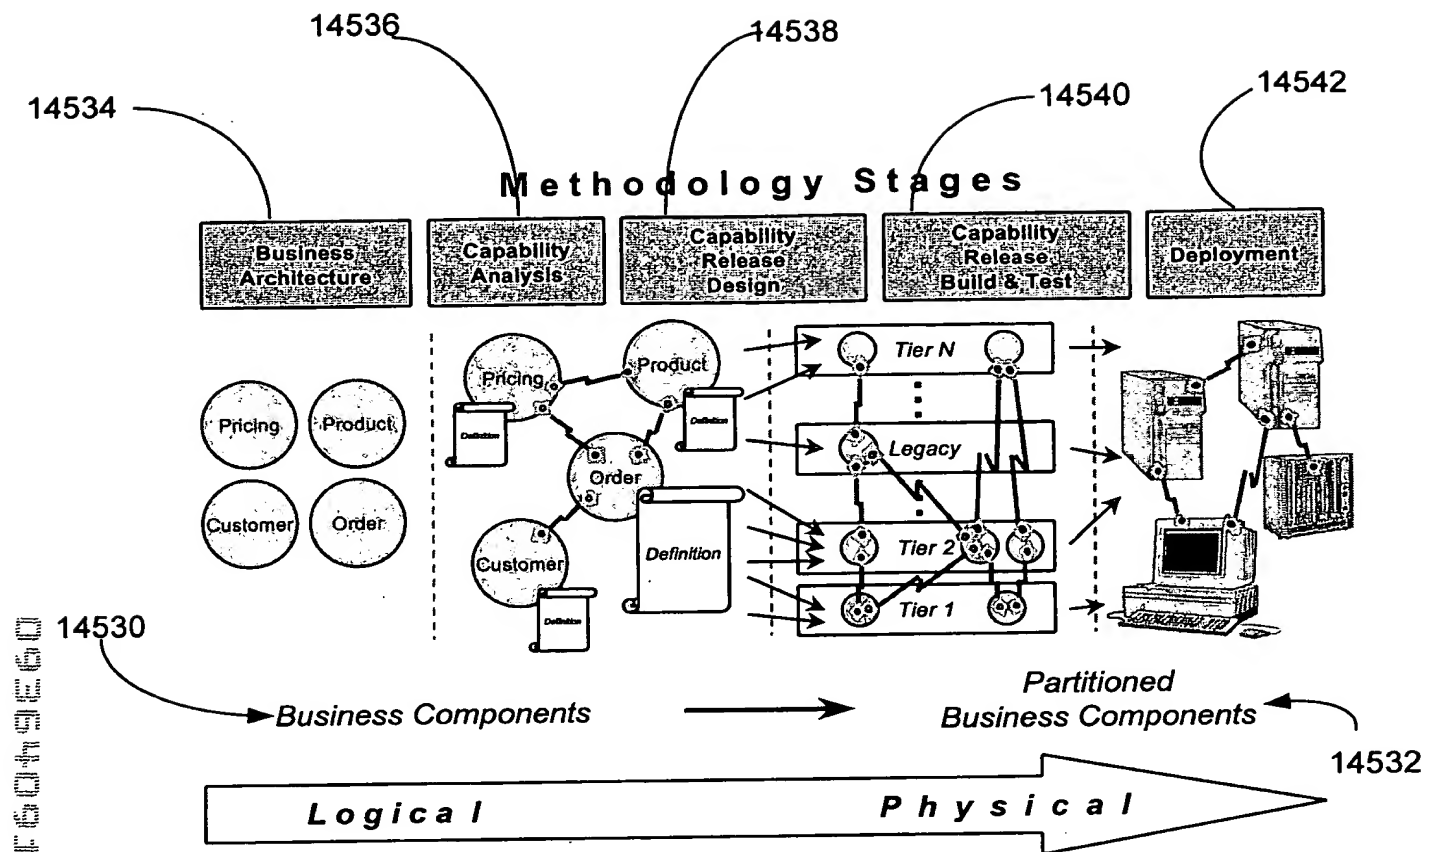 14536
14538
14534
14540
14542
Methodology Stages
Business
Architecture
Capability
Analysis
Capability
Release
Design
Capability
Release
Build & Test
Deployment
Pricing
Product
Customer
Order
Pricing
Product
Definition
Definition
Order
Definition
Customer
Definition
Tier N
Legacy
Tier 2
Tier 1
14530
Business Components
Partitioned
Business Components
14532
Logical
Physical